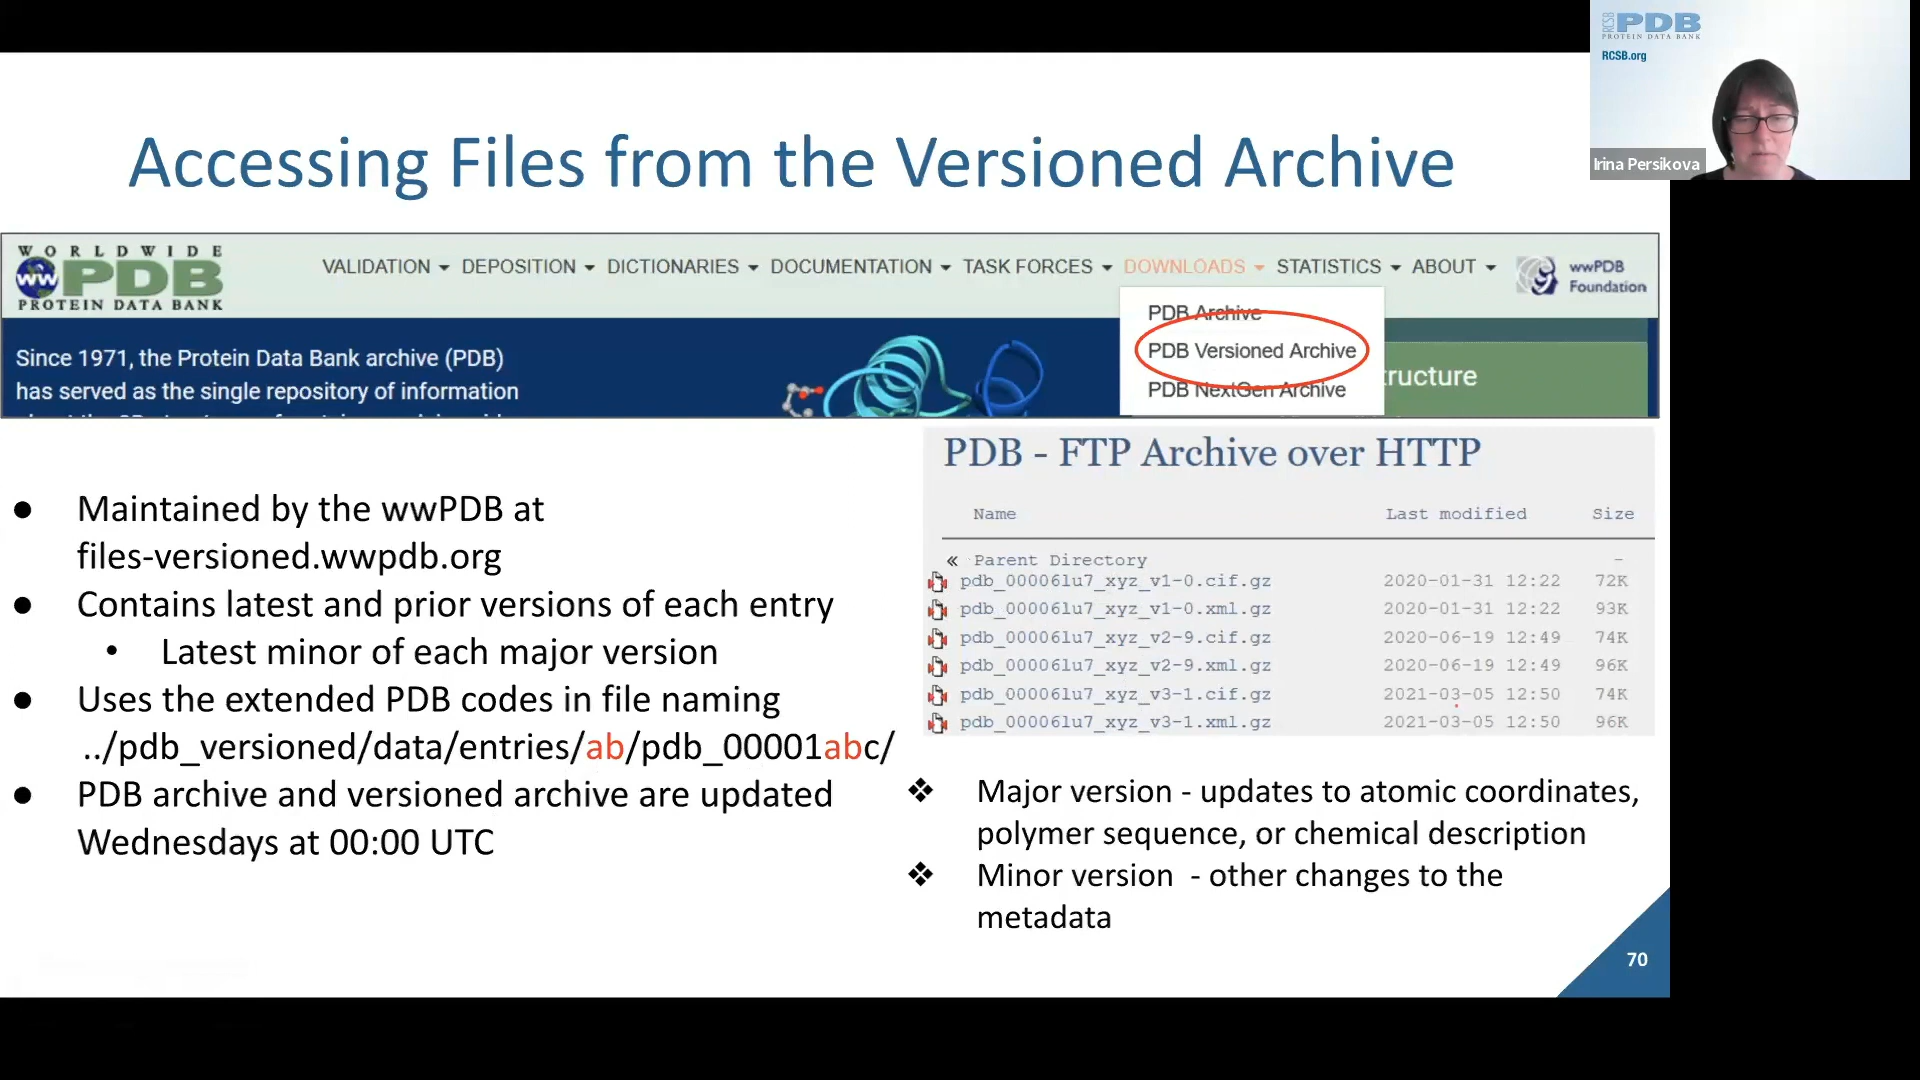 RCSB PDB
PROTEIN DATA BANK
RCSB.org
Irina Persikova
Accessing Files from the Versioned Archive
WORLDWIDE
ww PDB
PROTEIN DATA BANK
VALIDATION DEPOSITION DICTIONARIES DOCUMENTATION TASK FORCES DOWNLOADS STATISTICS ABOUT
wwPDB
Foundation
PDB Archive
PDB Versioned Archive
PDB NextGen Archive
Since 1971, the Protein Data Bank archive (PDB)
has served as the single repository of information
ructure
● Maintained by the wwPDB at
files-versioned.wwpdb.org
● Contains latest and prior versions of each entry
• Latest minor of each major version
● Uses the extended PDB codes in file naming
../pdb_versioned/data/entries/ab/pdb_00001abc/
● PDB archive and versioned archive are updated
Wednesdays at 00:00 UTC
PDB - FTP Archive over HTTP
Name Last modified Size
« Parent Directory -
pdb_00006lu7_xyz_v1-0.cif.gz 2020-01-31 12:22 72K
pdb_00006lu7_xyz_v1-0.xml.gz 2020-01-31 12:22 93K
pdb_00006lu7_xyz_v2-9.cif.gz 2020-06-19 12:49 74K
pdb_00006lu7_xyz_v2-9.xml.gz 2020-06-19 12:49 96K
pdb_00006lu7_xyz_v3-1.cif.gz 2021-03-05 12:50 74K
pdb_00006lu7_xyz_v3-1.xml.gz 2021-03-05 12:50 96K
❖ Major version - updates to atomic coordinates,
polymer sequence, or chemical description
❖ Minor version - other changes to the
metadata
70